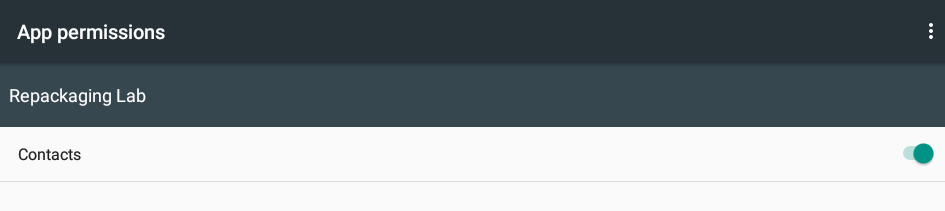 App permissions
Repackaging Lab
Contacts